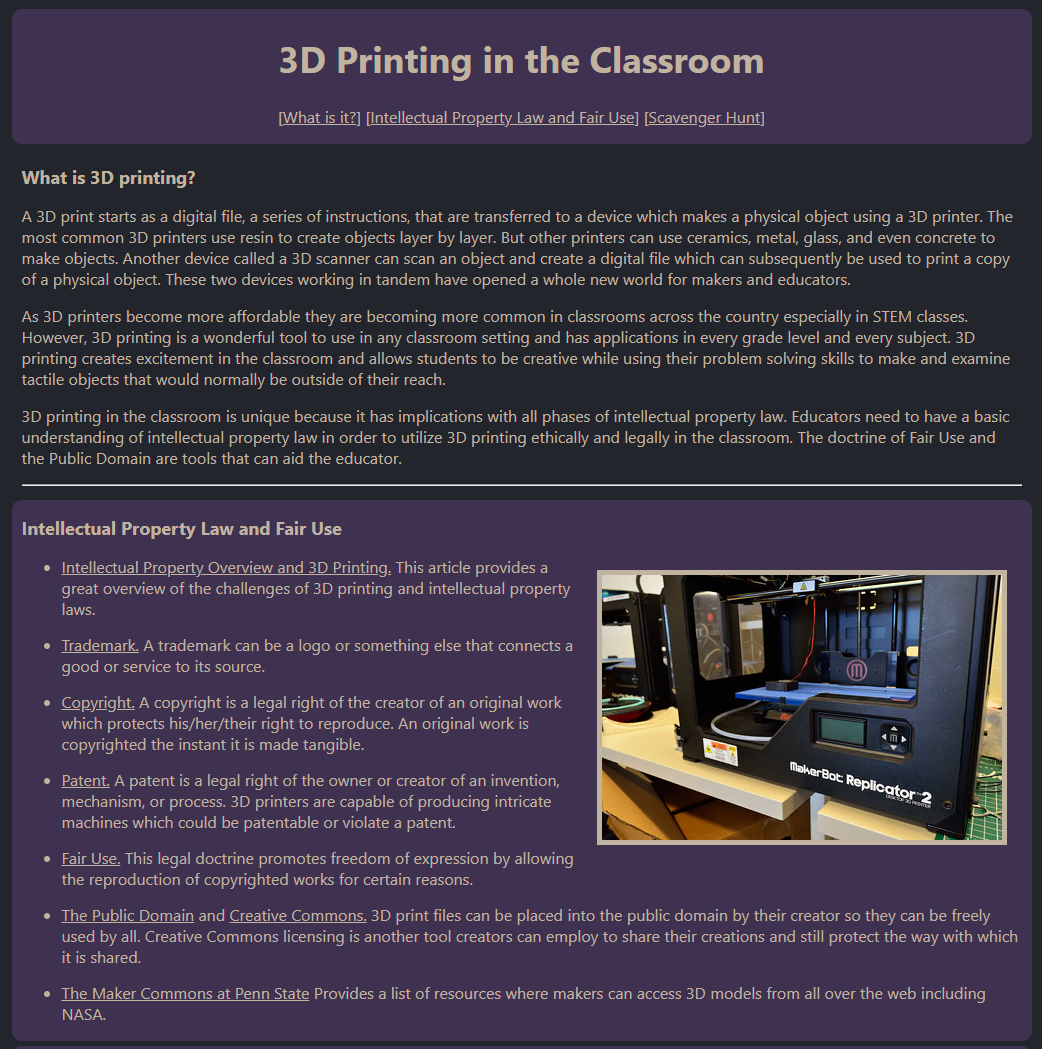 3D Printing in the Classroom
[What is it?] [Intellectual Property Law and Fair Use] [Scavenger Hunt]
What is 3D printing?
A 3D print starts as a digital file, a series of instructions, that are transferred to a device which makes a physical object using a 3D printer. The
most common 3D printers use resin to create objects layer by layer. But other printers can use ceramics, metal, glass, and even concrete to
make objects. Another device called a 3D scanner can scan an object and create a digital file which can subsequently be used to print a copy
of a physical object. These two devices working in tandem have opened a whole new world for makers and educators.
As 3D printers become more affordable they are becoming more common in classrooms across the country especially in STEM classes.
However, 3D printing is a wonderful tool to use in any classroom setting and has applications in every grade level and every subject. 3D
printing creates excitement in the classroom and allows students to be creative while using their problem solving skills to make and examine
tactile objects that would normally be outside of their reach.
3D printing in the classroom is unique because it has implications with all phases of intellectual property law. Educators need to have a basic
understanding of intellectual property law in order to utilize 3D printing ethically and legally in the classroom. The doctrine of Fair Use and
the Public Domain are tools that can aid the educator.
Intellectual Property Law and Fair Use
• Intellectual Property Overview and 3D Printing. This article provides a
great overview of the challenges of 3D printing and intellectual property
laws.
• Trademark. A trademark can be a logo or something else that connects a
good or service to its source.
• Copyright. A copyright is a legal right of the creator of an original work
which protects his/her/their right to reproduce. An original work is
copyrighted the instant it is made tangible.
• Patent. A patent is a legal right of the owner or creator of an invention,
mechanism, or process. 3D printers are capable of producing intricate
machines which could be patentable or violate a patent.
• Fair Use. This legal doctrine promotes freedom of expression by allowing
the reproduction of copyrighted works for certain reasons.
• The Public Domain and Creative Commons. 3D print files can be placed into the public domain by their creator so they can be freely
used by all. Creative Commons licensing is another tool creators can employ to share their creations and still protect the way with which
it is shared.
• The Maker Commons at Penn State Provides a list of resources where makers can access 3D models from all over the web including
NASA.
M
M
MakerBot Replicator 2
DESKTOP 3D PRINTER